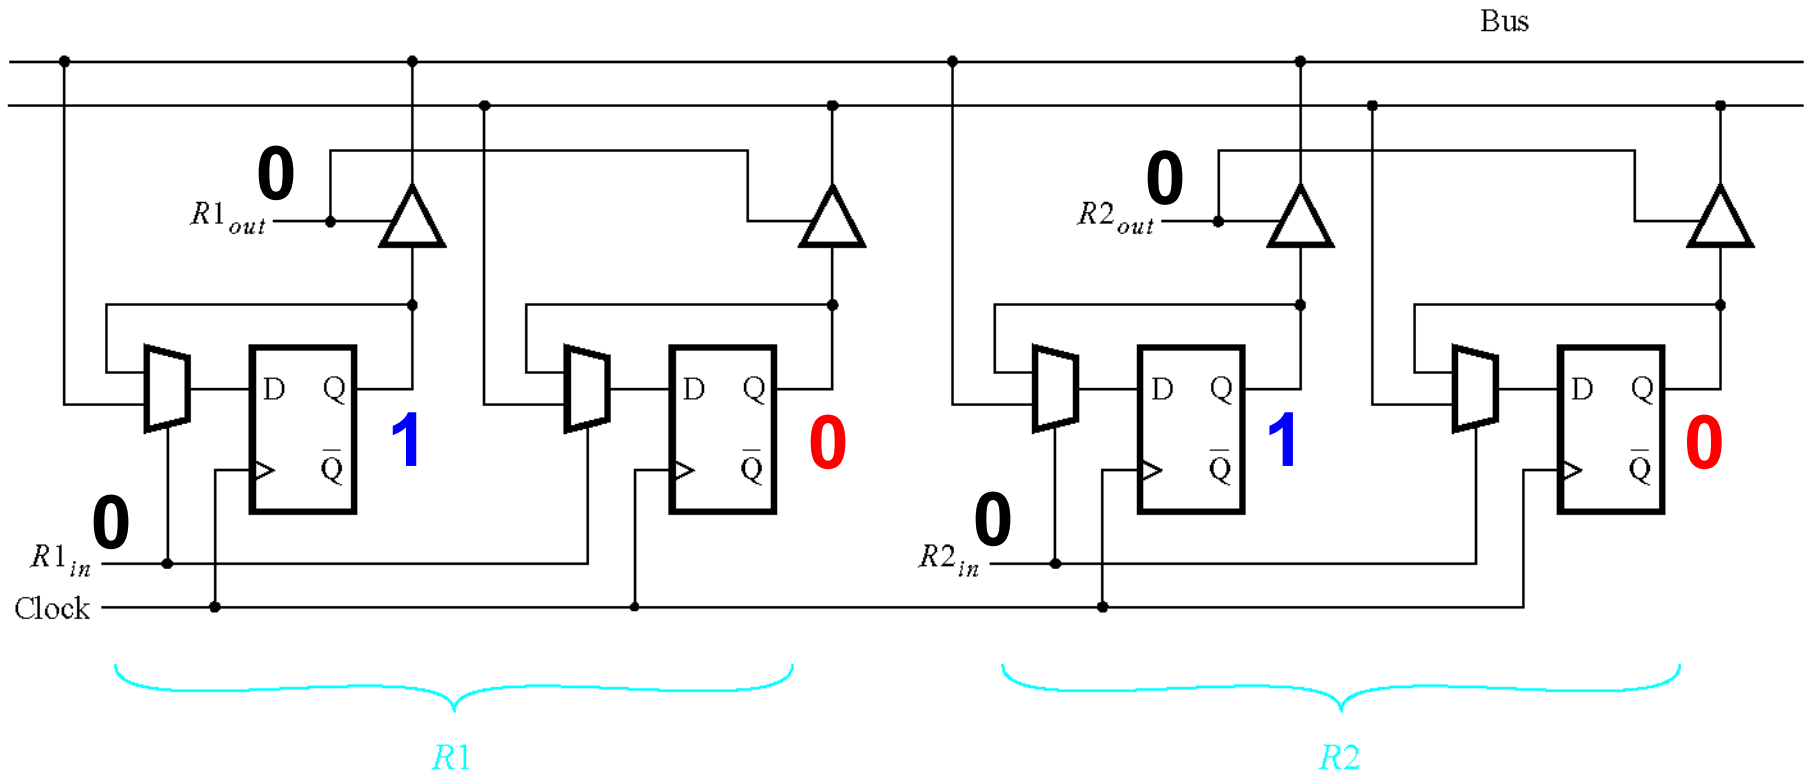 Bus
0 0
R1out R2out
D Q D Q D Q D Q
1 0 1 0
Q̅ Q̅ Q̅ Q̅
0 0
R1in R2in
Clock
R1 R2